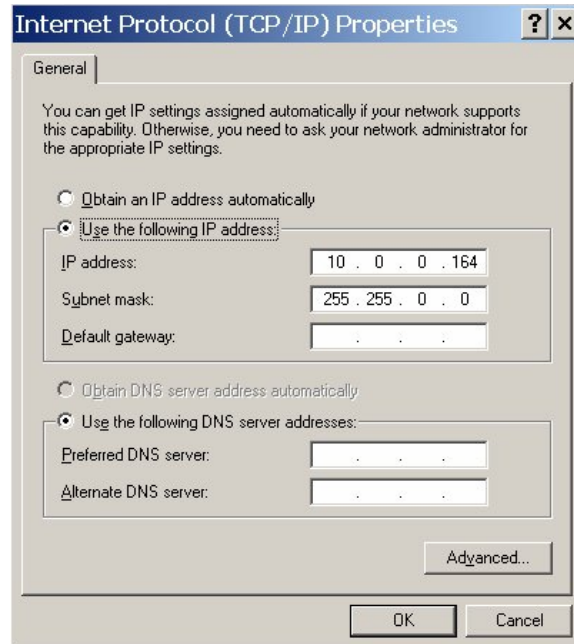 Internet Protocol (TCP/IP) Properties
General
You can get IP settings assigned automatically if your network supports
this capability. Otherwise, you need to ask your network administrator for
the appropriate IP settings.
Obtain an IP address automatically
Use the following IP address:
IP address: 10 . 0 . 0 . 164
Subnet mask: 255 . 255 . 0 . 0
Default gateway: . . .
Obtain DNS server address automatically
Use the following DNS server addresses:
Preferred DNS server: . . .
Alternate DNS server: . . .
Advanced...
OK Cancel